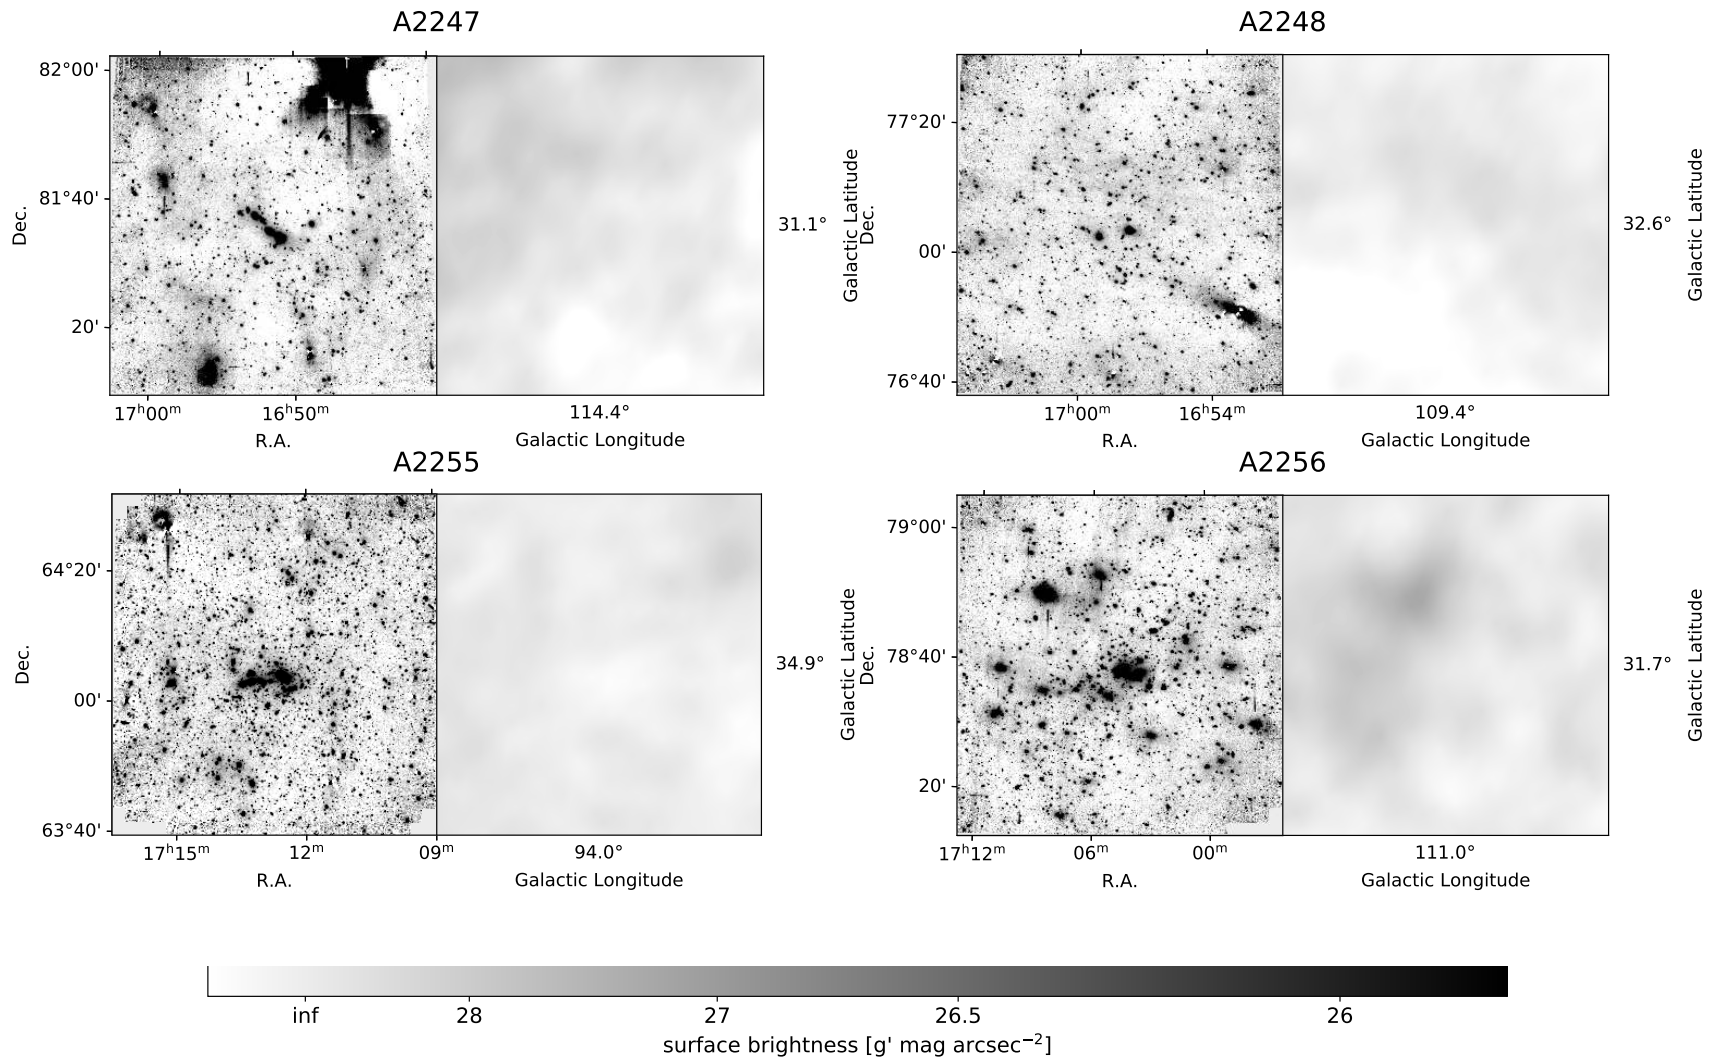 A2247
A2248
82°00'
81°40'
20'
Dec.
17ʰ00ᵐ
16ʰ50ᵐ
R.A.
114.4°
Galactic Longitude
31.1°
Galactic Latitude
77°20'
00'
76°40'
Dec.
17ʰ00ᵐ
16ʰ54ᵐ
R.A.
109.4°
Galactic Longitude
32.6°
Galactic Latitude
A2255
A2256
64°20'
00'
63°40'
Dec.
17ʰ15ᵐ
12ᵐ
09ᵐ
R.A.
94.0°
Galactic Longitude
34.9°
Galactic Latitude
79°00'
78°40'
20'
Dec.
17ʰ12ᵐ
06ᵐ
00ᵐ
R.A.
111.0°
Galactic Longitude
31.7°
Galactic Latitude
inf
28
27
26.5
26
surface brightness [g' mag arcsec⁻²]